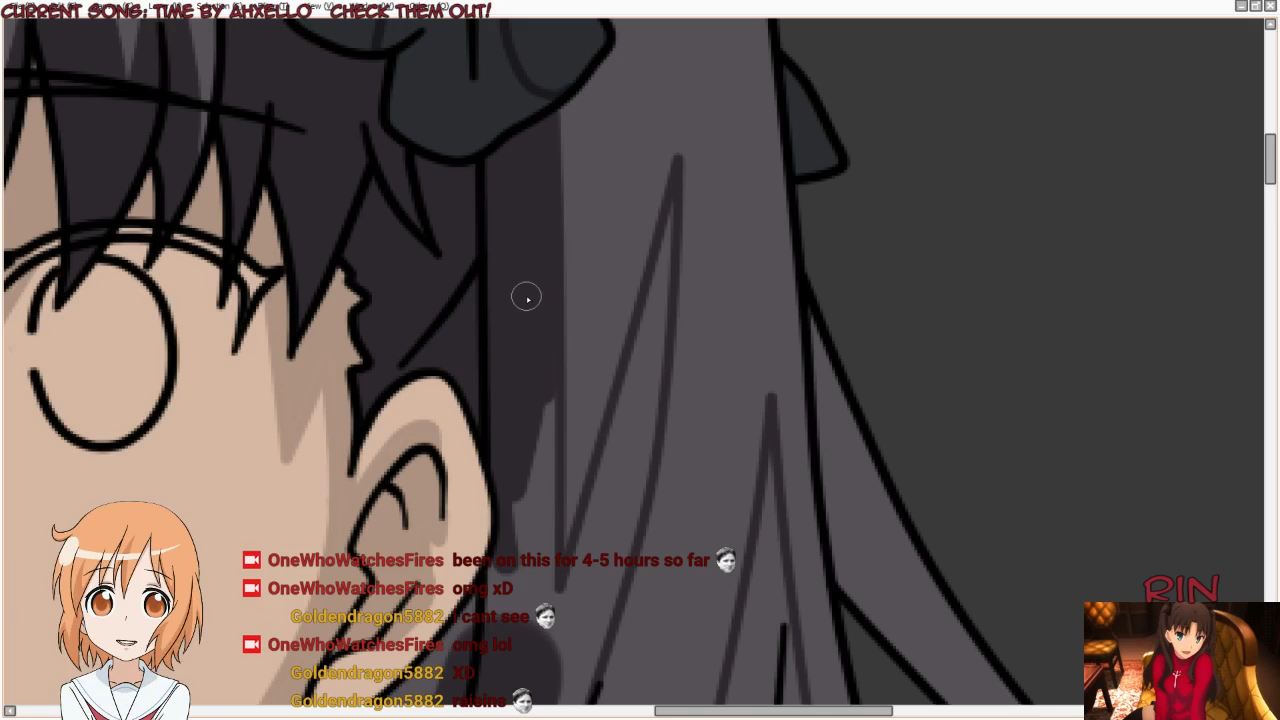 CURRENT SONG: TIME BY AHXELLO   CHECK THEM OUT!
OneWhoWatchesFires been on this for 4-5 hours so far
OneWhoWatchesFires omg xD
Goldendragon5882 i cant see
OneWhoWatchesFires omg lol
Goldendragon5882 XD
Goldendragon5882 raisins
RIN